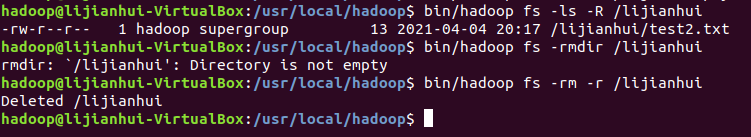 hadoop@lijianhui-VirtualBox:/usr/local/hadoop$ bin/hadoop fs -ls -R /lijianhui
-rw-r--r--   1 hadoop supergroup         13 2021-04-04 20:17 /lijianhui/test2.txt
hadoop@lijianhui-VirtualBox:/usr/local/hadoop$ bin/hadoop fs -rmdir /lijianhui
rmdir: `/lijianhui': Directory is not empty
hadoop@lijianhui-VirtualBox:/usr/local/hadoop$ bin/hadoop fs -rm -r /lijianhui
Deleted /lijianhui
hadoop@lijianhui-VirtualBox:/usr/local/hadoop$